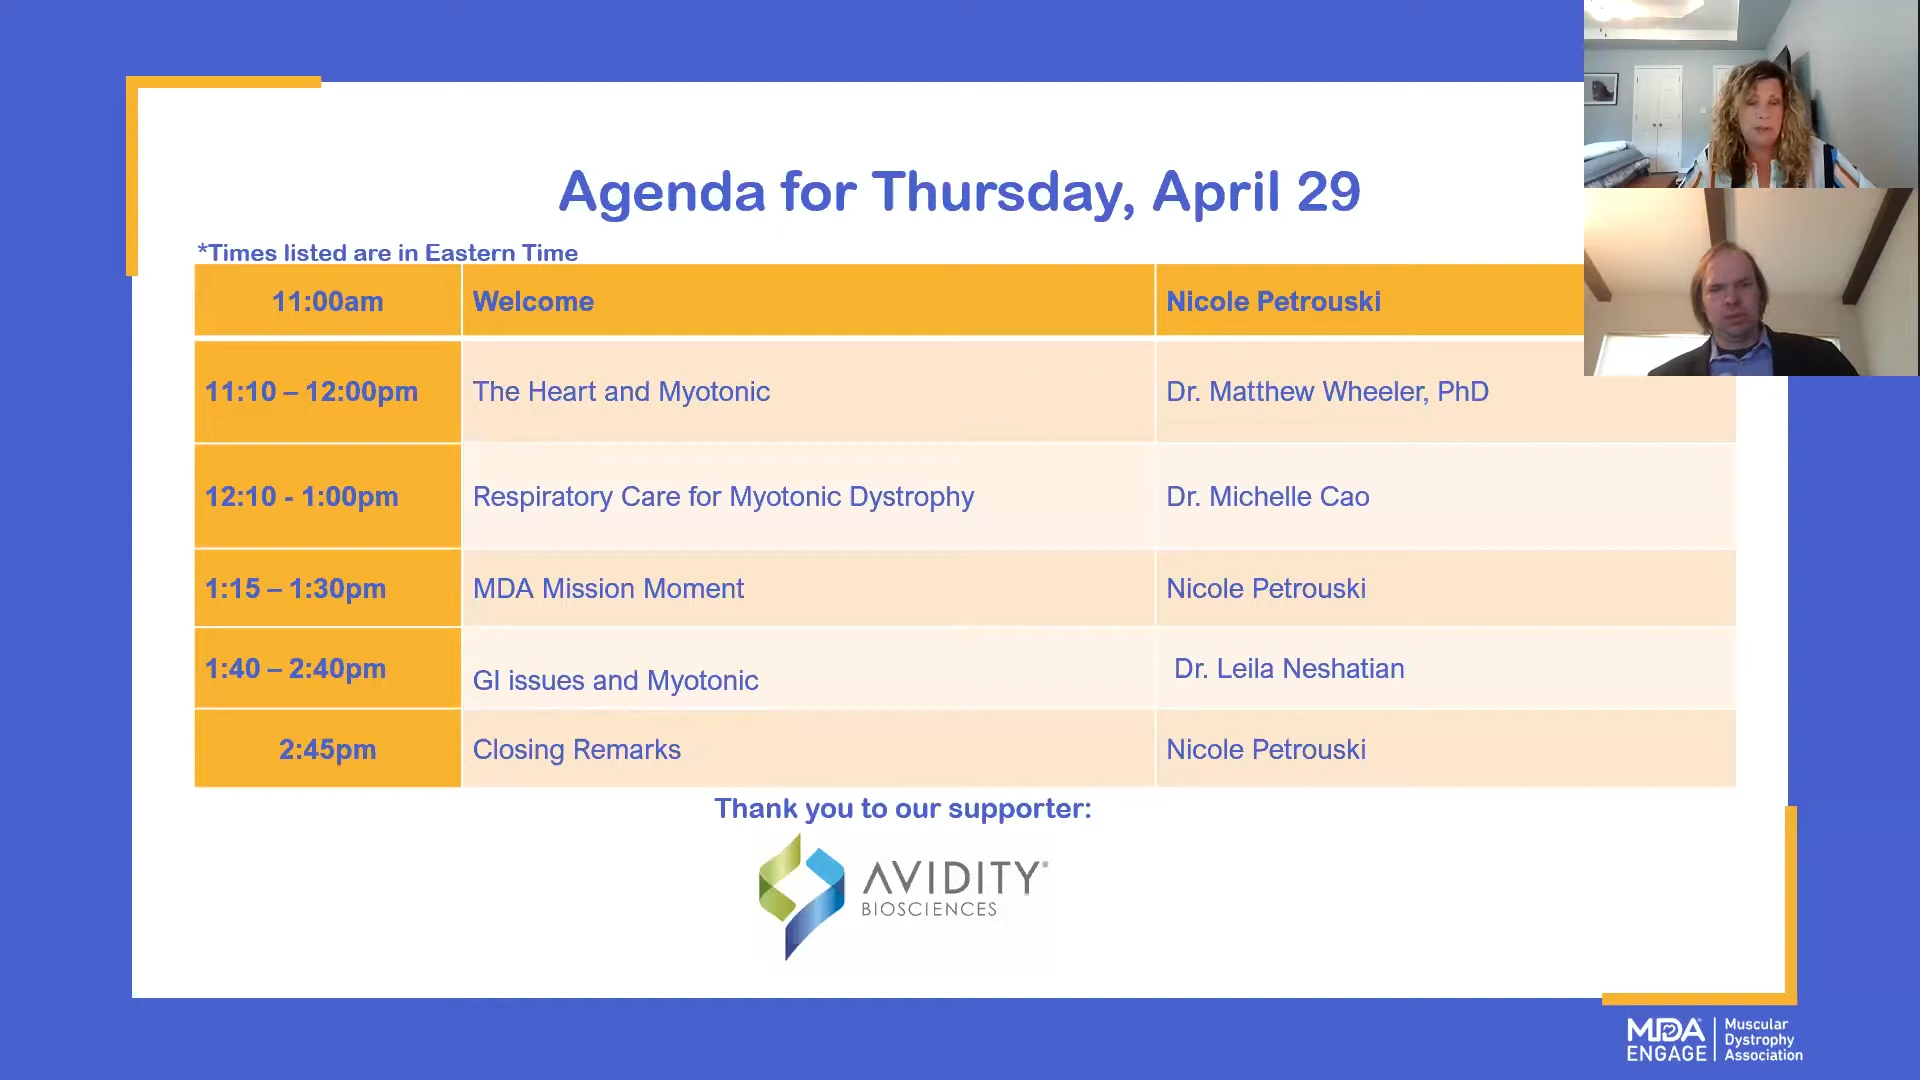 Agenda for Thursday, April 29
*Times listed are in Eastern Time
11:00am Welcome Nicole Petrouski
11:10 – 12:00pm The Heart and Myotonic Dr. Matthew Wheeler, PhD
12:10 - 1:00pm Respiratory Care for Myotonic Dystrophy Dr. Michelle Cao
1:15 – 1:30pm MDA Mission Moment Nicole Petrouski
1:40 – 2:40pm GI issues and Myotonic Dr. Leila Neshatian
2:45pm Closing Remarks Nicole Petrouski
Thank you to our supporter:
AVIDITY®
BIOSCIENCES
MDA
ENGAGE
Muscular
Dystrophy
Association